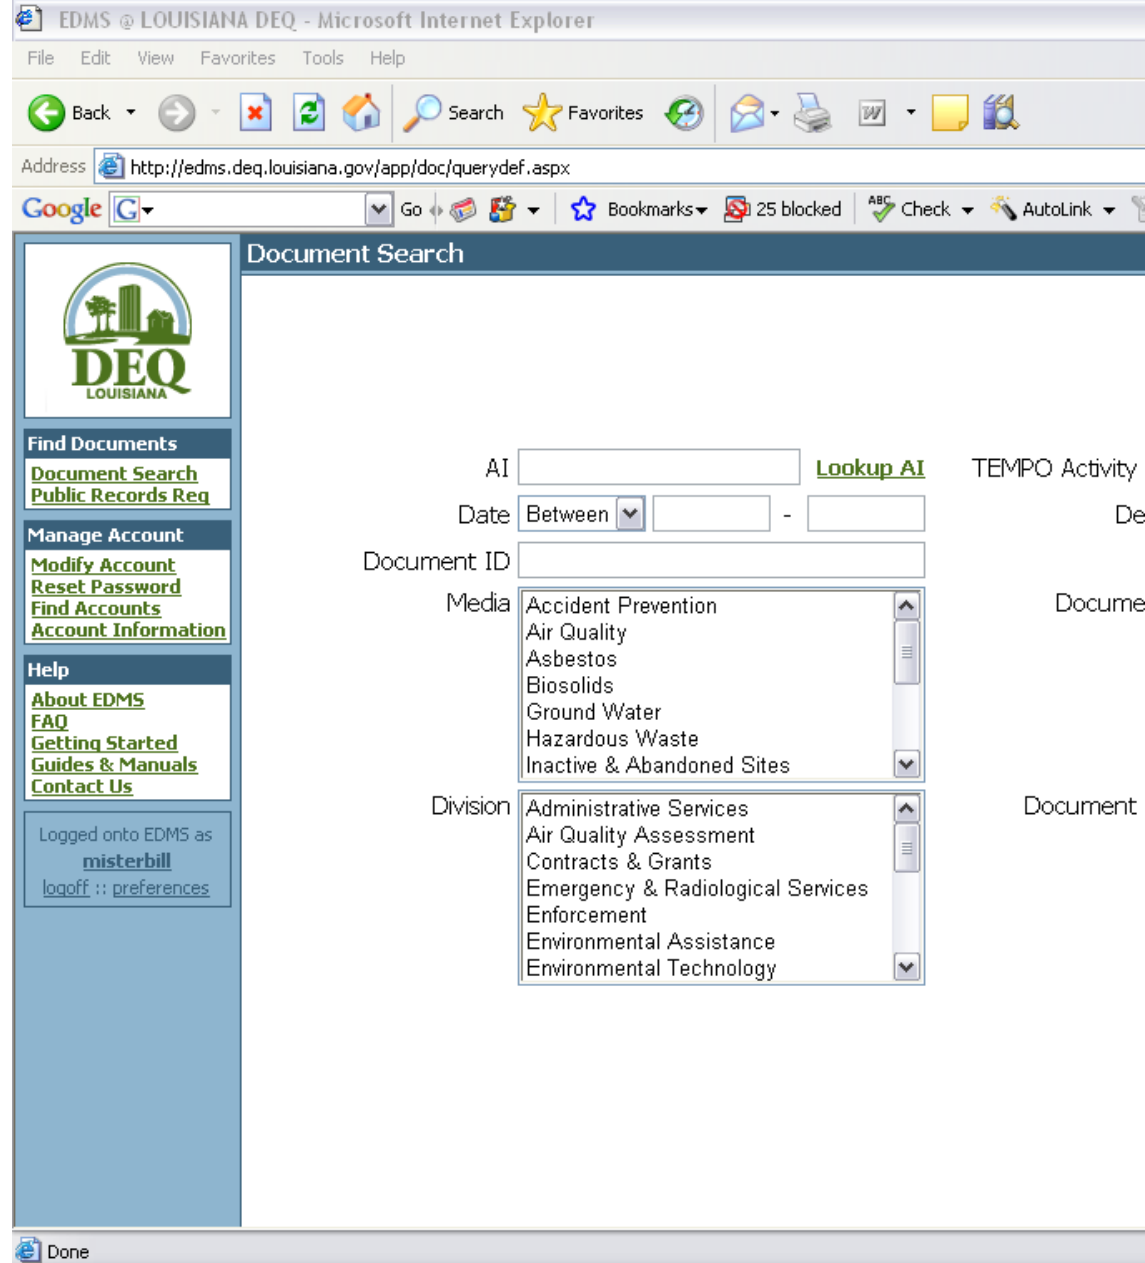 EDMS @ LOUISIANA DEQ - Microsoft Internet Explorer
File Edit View Favorites Tools Help
Back Search Favorites
Address http://edms.deq.louisiana.gov/app/doc/querydef.aspx
Google G Go Bookmarks 25 blocked ABC Check AutoLink
Document Search
DEQ
LOUISIANA
Find Documents
Document Search
Public Records Req
Manage Account
Modify Account
Reset Password
Find Accounts
Account Information
Help
About EDMS
FAQ
Getting Started
Guides & Manuals
Contact Us
Logged onto EDMS as
misterbill
logoff :: preferences
AI Lookup AI TEMPO Activity
Date Between - De
Document ID
Media Docume
Accident Prevention
Air Quality
Asbestos
Biosolids
Ground Water
Hazardous Waste
Inactive & Abandoned Sites
Division Document
Administrative Services
Air Quality Assessment
Contracts & Grants
Emergency & Radiological Services
Enforcement
Environmental Assistance
Environmental Technology
Done